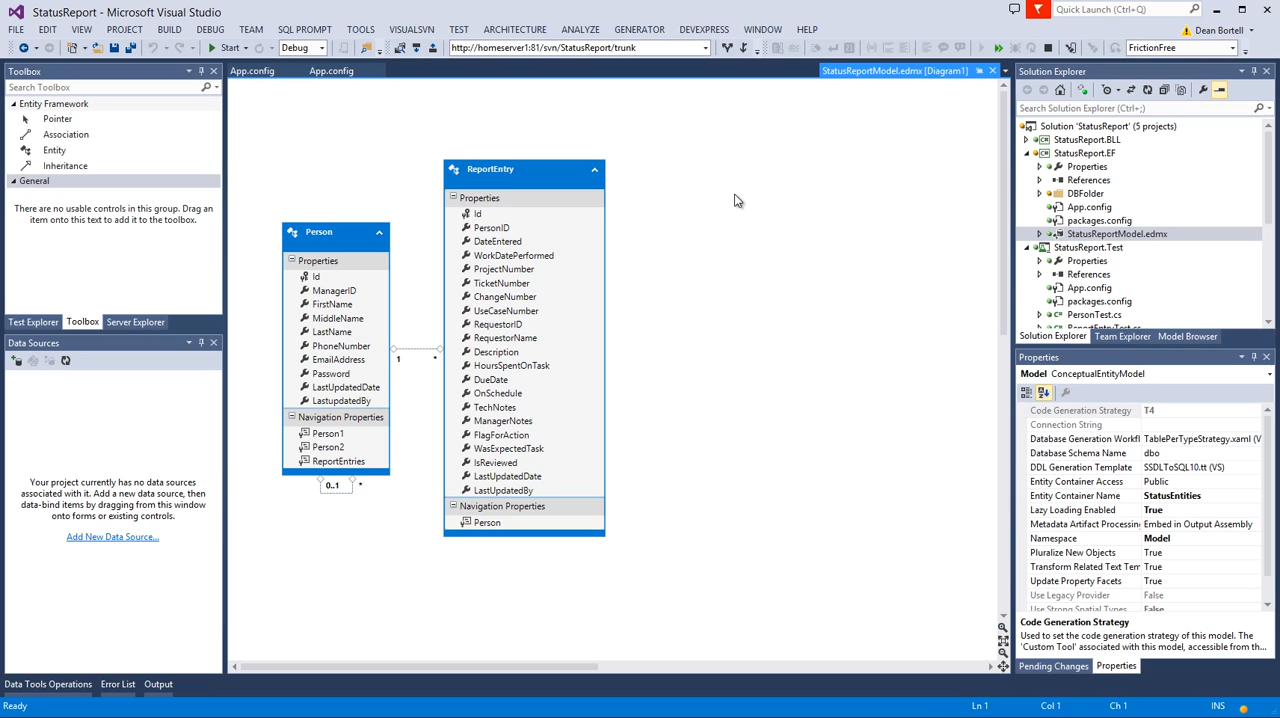 StatusReport - Microsoft Visual Studio
Quick Launch (Ctrl+;)
FILE EDIT VIEW PROJECT BUILD DEBUG TEAM SQL PROMPT TOOLS VISUALSVN TEST ARCHITECTURE ANALYZE GENERATOR DEVEXPRESS WINDOW HELP
Dean Bortell
Start Debug http://homeserver1:81/svn/StatusReport/trunk FrictionFree
Toolbox
Search Toolbox
Entity Framework
Pointer
Association
Entity
Inheritance
General
There are no usable controls in this group. Drag an item onto this text to add it to the toolbox.
Test Explorer Toolbox Server Explorer
Data Sources
Your project currently has no data sources associated with it. Add a new data source, then data-bind items by dragging from this window onto forms or existing controls.
Add New Data Source...
App.config App.config StatusReportModel.edmx [Diagram1]
Person
Properties
Id
ManagerID
FirstName
MiddleName
LastName
PhoneNumber
EmailAddress
Password
LastUpdatedDate
LastupdatedBy
Navigation Properties
Person1
Person2
ReportEntries
0..1 *
1 *
ReportEntry
Properties
Id
PersonID
DateEntered
WorkDatePerformed
ProjectNumber
TicketNumber
ChangeNumber
UseCaseNumber
RequestorID
RequestorName
Description
HoursSpentOnTask
DueDate
OnSchedule
TechNotes
ManagerNotes
FlagForAction
WasExpectedTask
IsReviewed
LastUpdatedDate
LastUpdatedBy
Navigation Properties
Person
Solution Explorer
Search Solution Explorer (Ctrl+;)
Solution 'StatusReport' (5 projects)
StatusReport.BLL
StatusReport.EF
Properties
References
DBFolder
App.config
packages.config
StatusReportModel.edmx
StatusReport.Test
Properties
References
App.config
packages.config
PersonTest.cs
ReportEntryTest.cs
Solution Explorer Team Explorer Model Browser
Properties
Model ConceptualEntityModel
Code Generation Strategy T4
Connection String
Database Generation Workfl TablePerTypeStrategy.xaml (V
Database Schema Name dbo
DDL Generation Template SSDLToSQL10.tt (VS)
Entity Container Access Public
Entity Container Name StatusEntities
Lazy Loading Enabled True
Metadata Artifact Processing Embed in Output Assembly
Namespace Model
Pluralize New Objects True
Transform Related Text Tem True
Update Property Facets True
Use Legacy Provider False
Use Strong Spatial Types False
Code Generation Strategy
Used to set the code generation strategy of this model. The 'Custom Tool' associated with this model, accessible from th...
Pending Changes Properties
Data Tools Operations Error List Output
Ready Ln 1 Col 1 Ch 1 INS